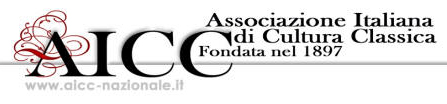 AICC
Associazione Italiana
di Cultura Classica
Fondata nel 1897
www.aicc-nazionale.it